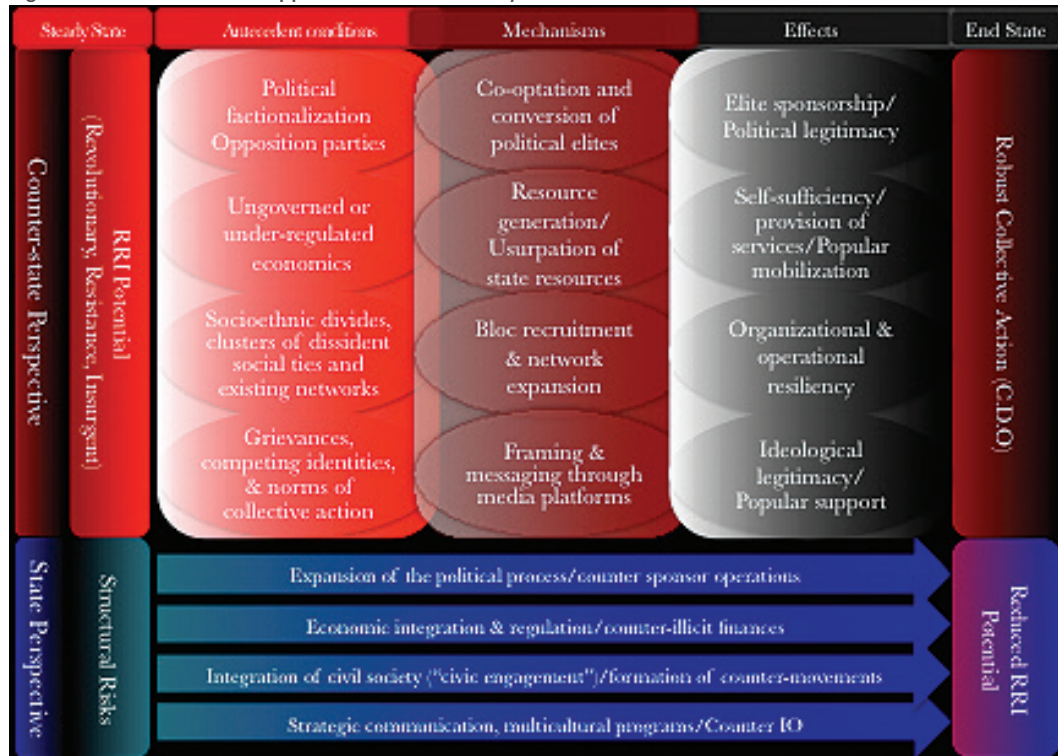 Steady State
Antecedent conditions
Mechanisms
Effects
End State
Counter-state Perspective
RRI Potential
(Revolutionary, Resistance, Insurgent)
Political
factionalization
Opposition parties
Co-optation and
conversion of
political elites
Elite sponsorship/
Political legitimacy
Ungoverned or
under-regulated
economics
Resource
generation/
Usurpation of
state resources
Self-sufficiency/
provision of
services/Popular
mobilization
Socioethnic divides,
clusters of dissident
social ties and
existing networks
Bloc recruitment
& network
expansion
Organizational &
operational
resiliency
Grievances,
competing identities,
& norms of
collective action
Framing &
messaging through
media platforms
Ideological
legitimacy/
Popular support
Robust Collective Action (C.D.O)
State Perspective
Structural Risks
Expansion of the political process/counter sponsor operations
Economic integration & regulation/counter-illicit finances
Integration of civil society ("civic engagement")/formation of counter-movements
Strategic communication, multicultural programs/Counter IO
Reduced RRI
Potential